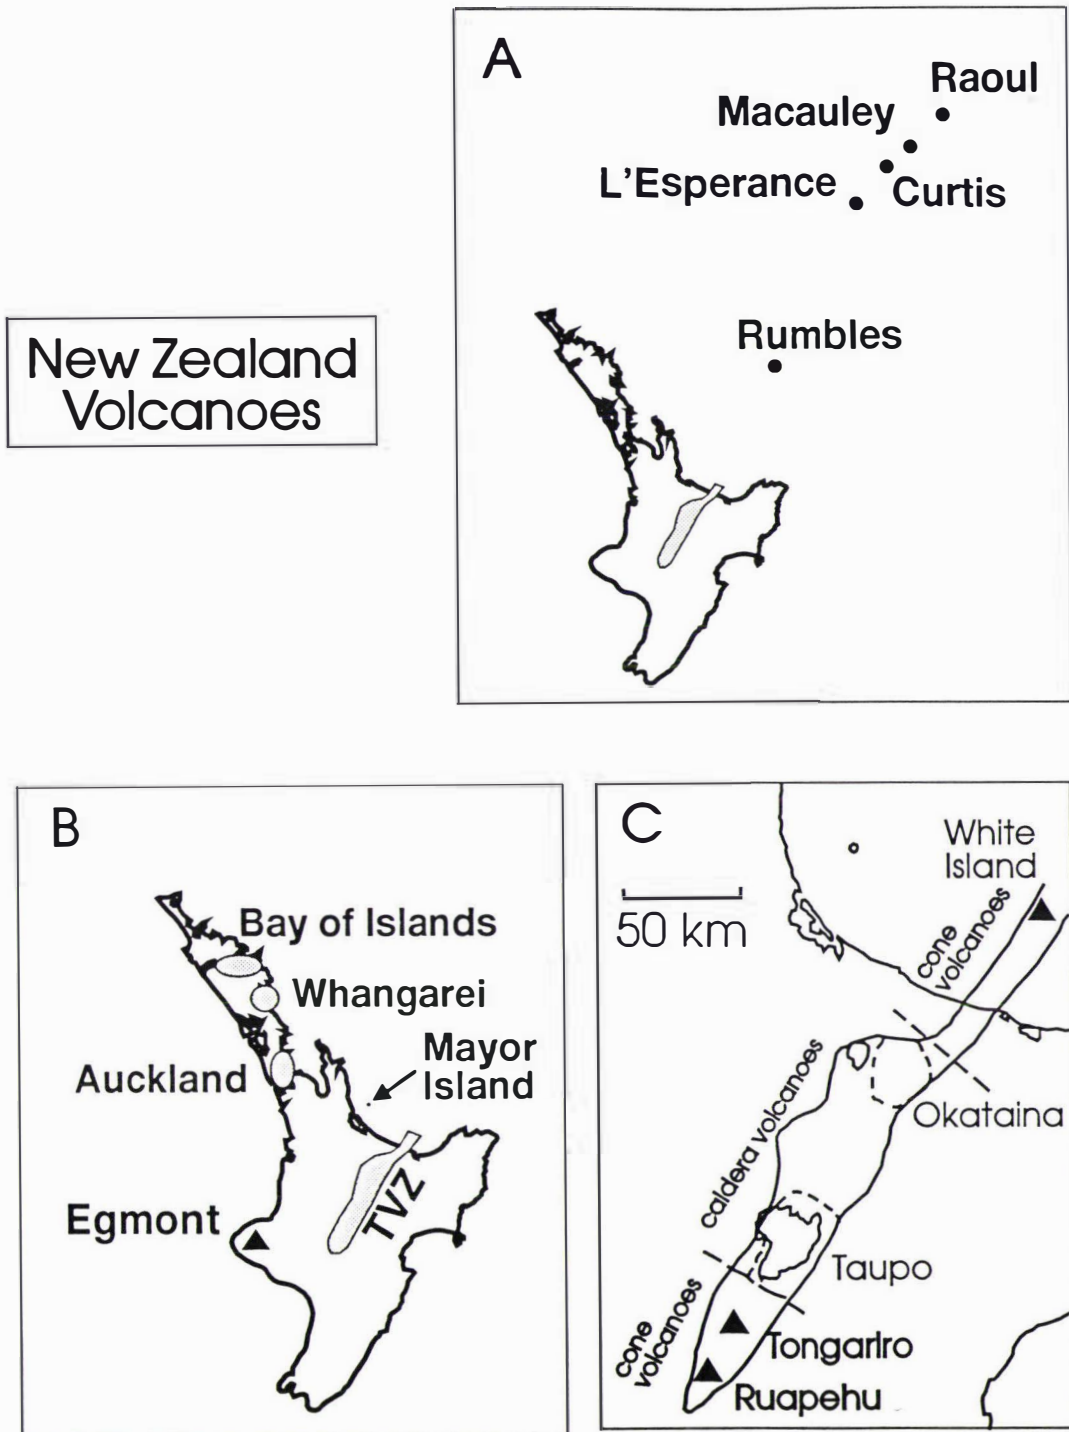 A
Raoul
Macauley
L'Esperance
Curtis
Rumbles
New Zealand
Volcanoes
B
Bay of Islands
Whangarei
Mayor
Island
Auckland
Egmont
TVZ
C
White
Island
50 km
cone
volcanoes
caldera volcanoes
Okataina
Taupo
cone
volcanoes
Tongariro
Ruapehu